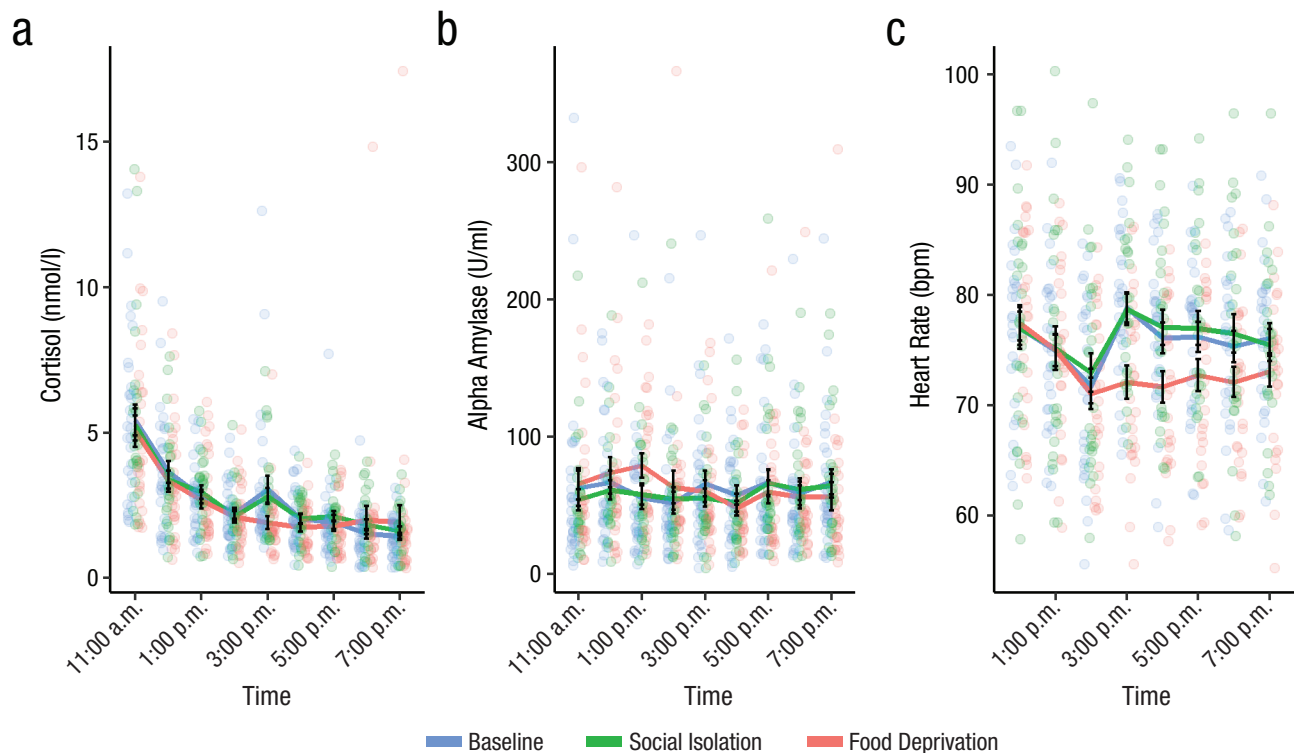 a
Cortisol (nmol/l)
15
10
5
0
11:00 a.m.
1:00 p.m.
3:00 p.m.
5:00 p.m.
7:00 p.m.
Time
b
Alpha Amylase (U/ml)
300
200
100
0
11:00 a.m.
1:00 p.m.
3:00 p.m.
5:00 p.m.
7:00 p.m.
Time
c
Heart Rate (bpm)
100
90
80
70
60
1:00 p.m.
3:00 p.m.
5:00 p.m.
7:00 p.m.
Time
Baseline Social Isolation Food Deprivation